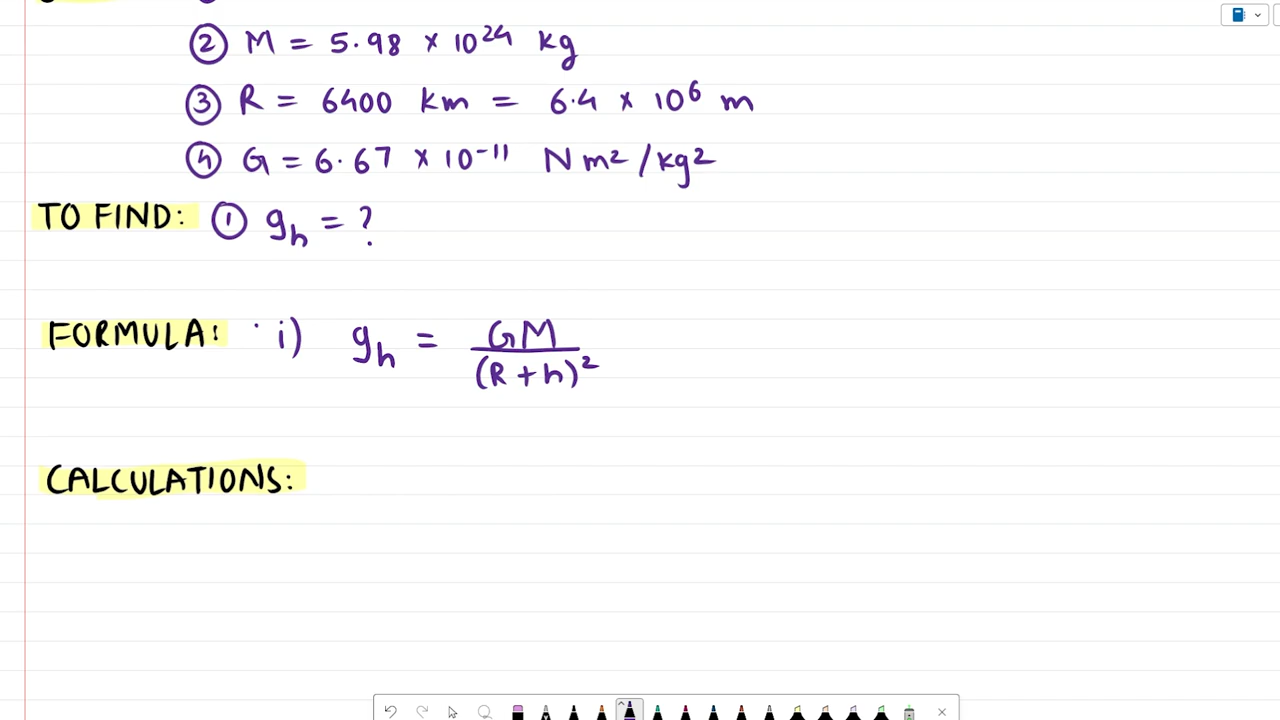 ② M = 5.98 × 10²⁴ kg
③ R = 6400 km = 6.4 × 10⁶ m
④ G = 6.67 × 10⁻¹¹ N m² / kg²
TO FIND: ① gₕ = ?
FORMULA: i) gₕ = GM / (R + h)²
CALCULATIONS: